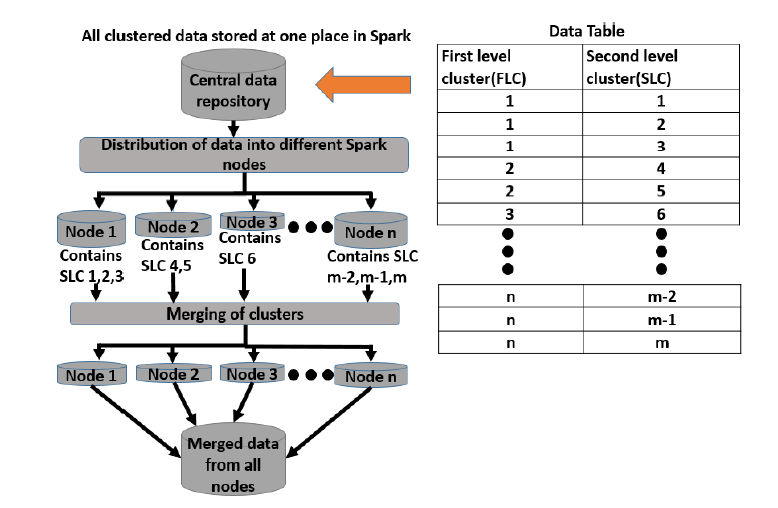 All clustered data stored at one place in Spark
Central data
repository
Distribution of data into different Spark
nodes
Node 1
Node 2
Node 3
Node n
Contains
SLC 1,2,3
Contains
SLC 4,5
Contains
SLC 6
Contains SLC
m-2,m-1,m
Merging of clusters
Node 1
Node 2
Node 3
Node n
Merged data
from all
nodes
Data Table
First level
cluster(FLC)
Second level
cluster(SLC)
1 1
1 2
1 3
2 4
2 5
3 6
n m-2
n m-1
n m